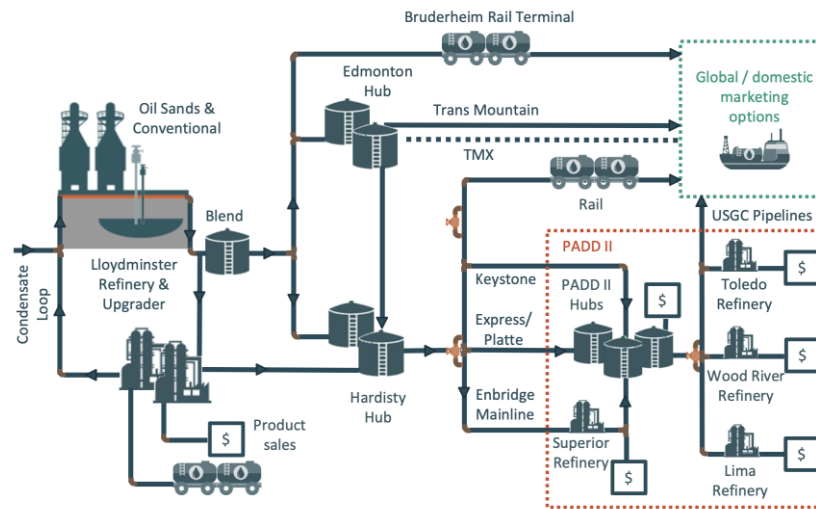 Bruderheim Rail Terminal
Edmonton
Hub
Global / domestic
marketing
options
Oil Sands &
Conventional
Trans Mountain
TMX
Rail
Blend
USGC Pipelines
PADD II
Condensate
Loop
Lloydminster
Refinery &
Upgrader
Keystone
PADD II
Hubs
$
$
Toledo
Refinery
Express/
Platte
$
Wood River
Refinery
Hardisty
Hub
Enbridge
Mainline
Product
sales
$
Superior
Refinery
$
$
Lima
Refinery